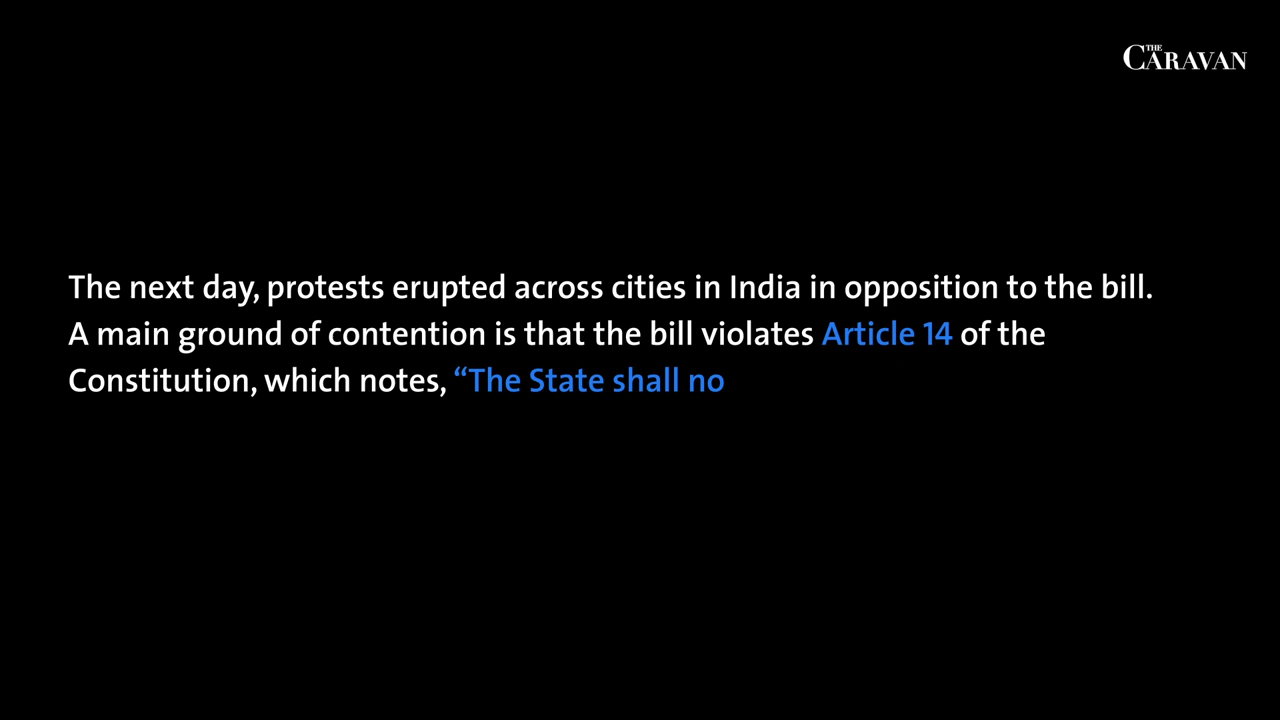 THE CARAVAN
The next day, protests erupted across cities in India in opposition to the bill.
A main ground of contention is that the bill violates Article 14 of the
Constitution, which notes, “The State shall no